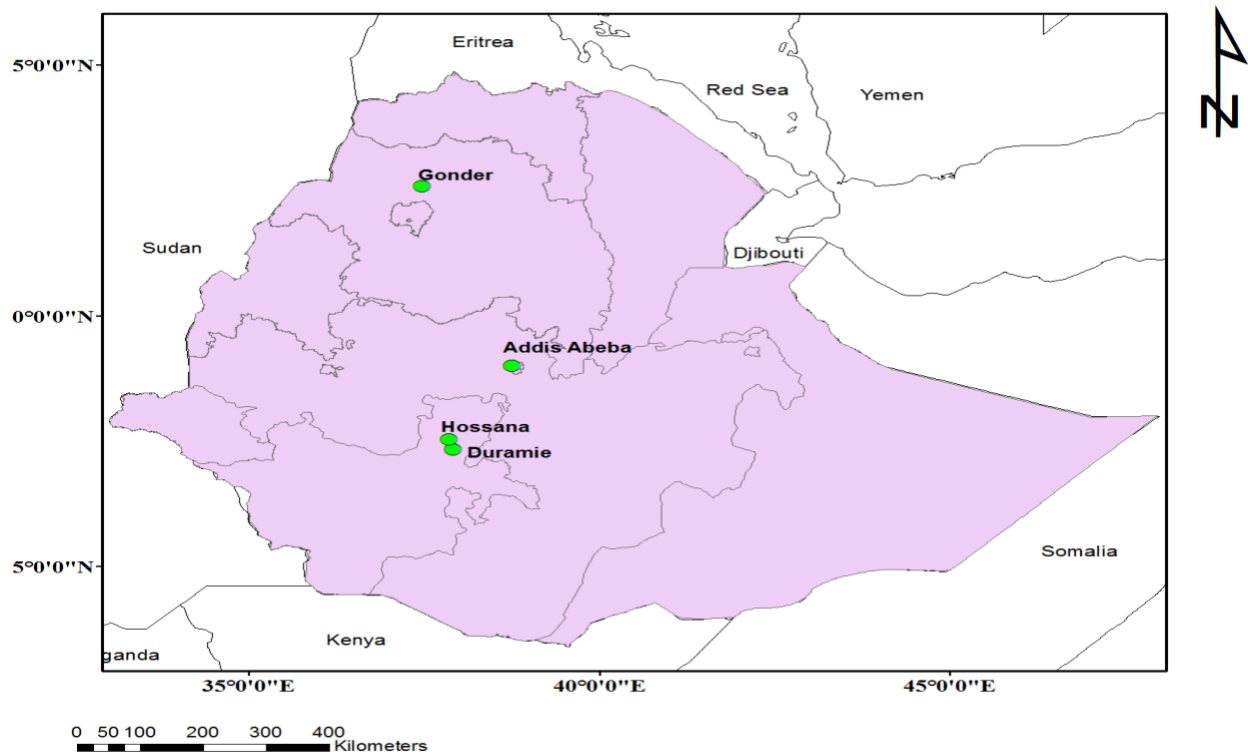 Eritrea
5°0'0"N
Red Sea
Yemen
N
Gonder
Sudan
Djibouti
0°0'0"N
Addis Abeba
Hossana
Duramie
Somalia
5°0'0"N
Kenya
ganda
35°0'0"E
40°0'0"E
45°0'0"E
0 50 100 200 300 400
Kilometers